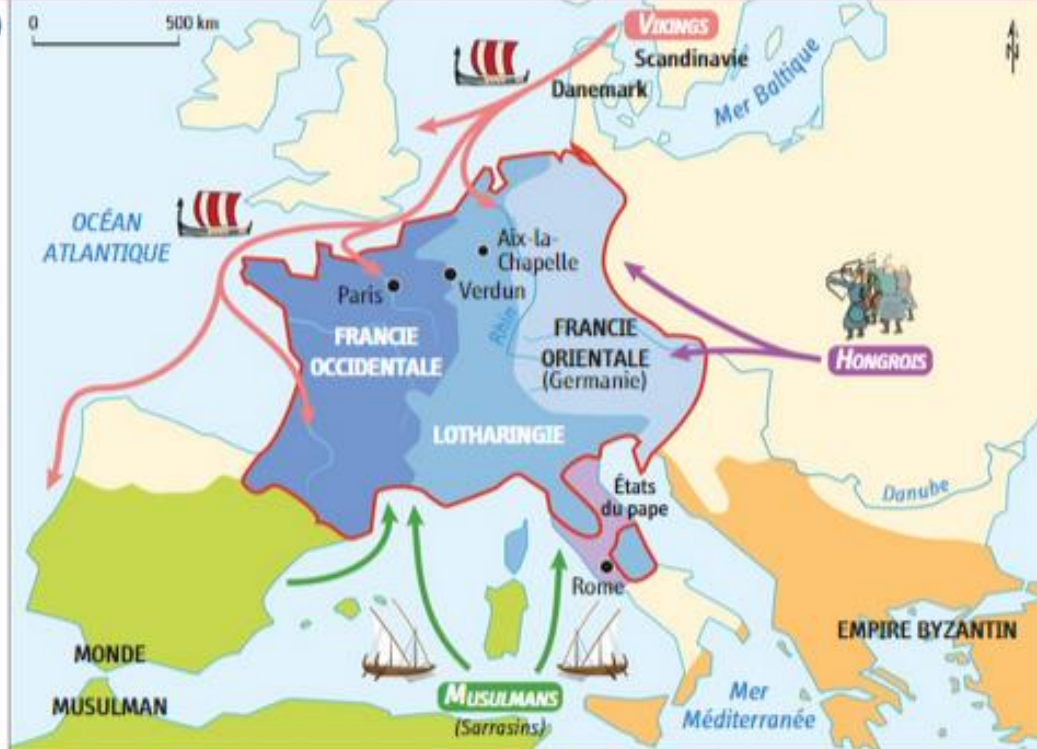 0 500 km
VIKINGS
Scandinavie
Danemark
Mer Baltique
N
OCÉAN
ATLANTIQUE
Aix-la-
Chapelle
Paris
Verdun
Rhin
FRANCIE
OCCIDENTALE
FRANCIE
ORIENTALE
(Germanie)
HONGROIS
LOTHARINGIE
États
du pape
Danube
Rome
EMPIRE BYZANTIN
MONDE
MUSULMAN
MUSULMANS
(Sarrasins)
Mer
Méditerranée